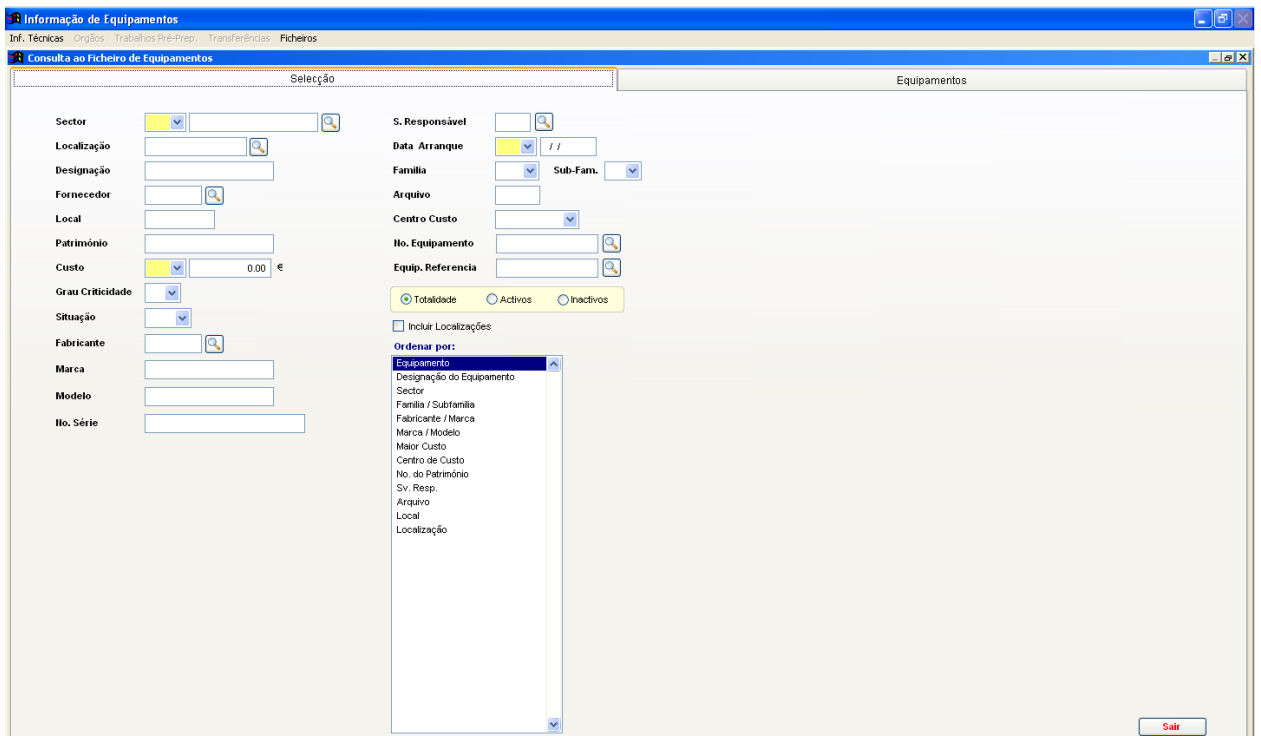 Informação de Equipamentos
Inf. Técnicas Orgãos Trabalhos Pré-Prep. Transferências Ficheiros
Consulta ao Ficheiro de Equipamentos
Selecção Equipamentos
Sector
Localização
Designação
Fornecedor
Local
Património
Custo 0.00 €
Grau Criticidade
Situação
Fabricante
Marca
Modelo
No. Série
S. Responsável
Data Arranque / /
Familia Sub-Fam.
Arquivo
Centro Custo
No. Equipamento
Equip. Referencia
Totalidade Activos Inactivos
Incluir Localizações
Ordenar por:
Equipamento
Designação do Equipamento
Sector
Familia / Subfamilia
Fabricante / Marca
Marca / Modelo
Maior Custo
Centro de Custo
No. do Património
Sv. Resp.
Arquivo
Local
Localização
Sair